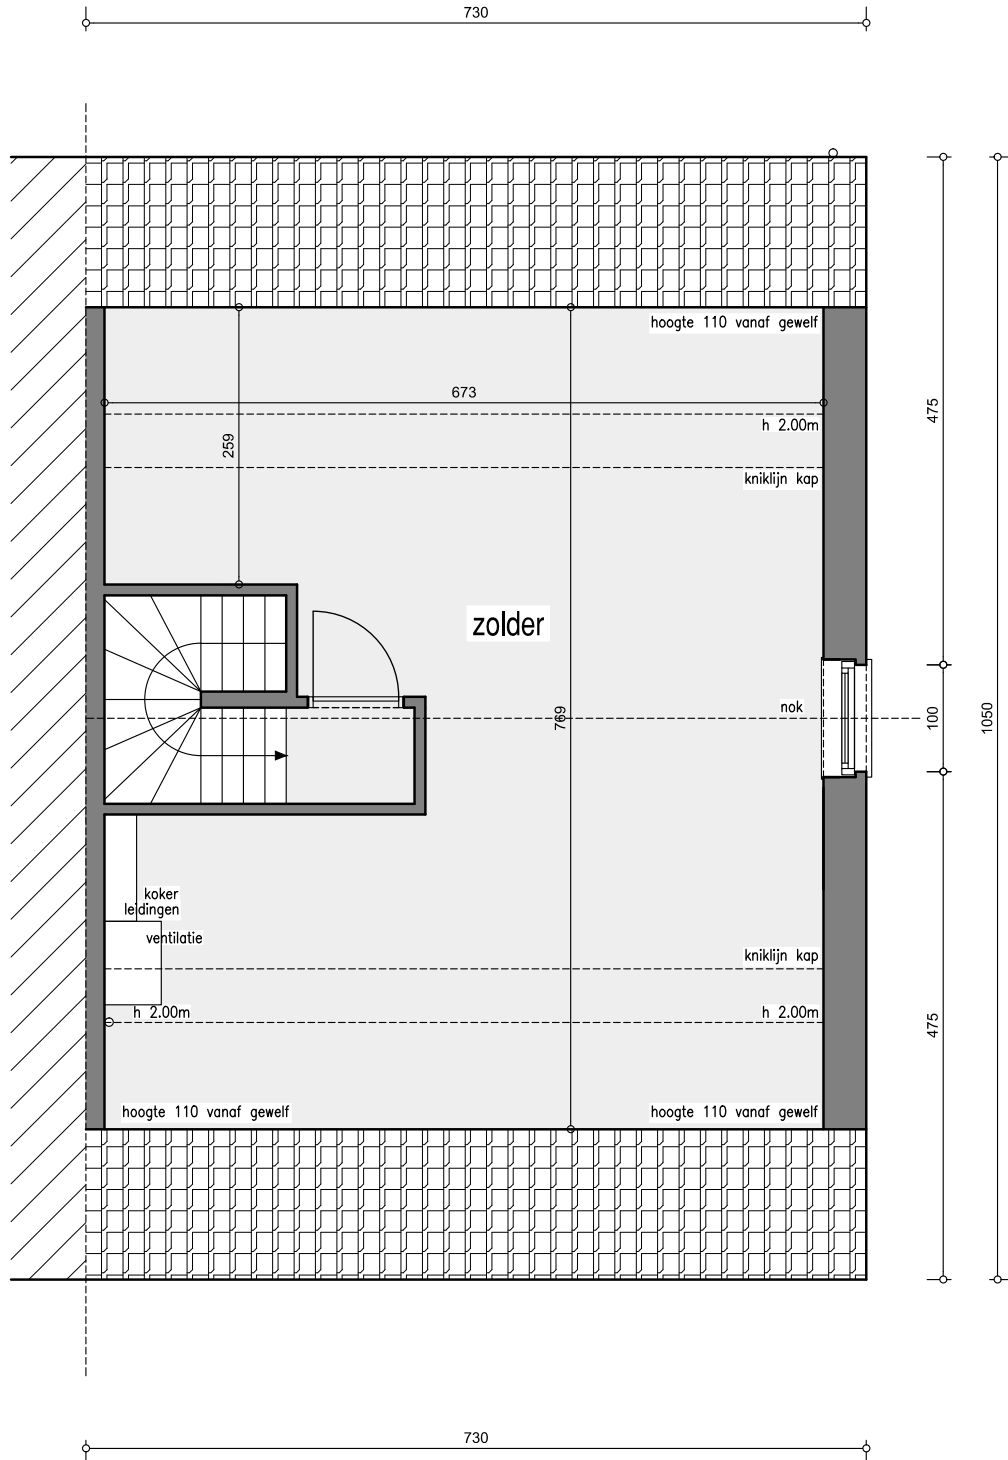 730
hoogte 110 vanaf gewelf
673
h 2.00m
259
475
kniklijn kap
zolder
nok
769
100
1050
koker
leidingen
ventilatie
kniklijn kap
h 2.00m
h 2.00m
475
hoogte 110 vanaf gewelf
hoogte 110 vanaf gewelf
730